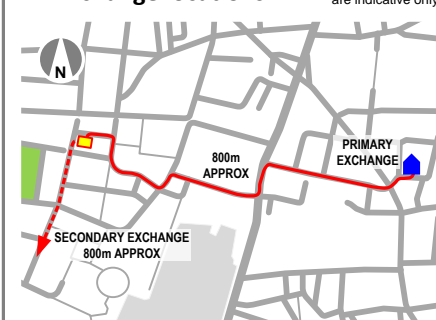 are indicative only
N
800m
APPROX
PRIMARY
EXCHANGE
SECONDARY EXCHANGE
800m APPROX